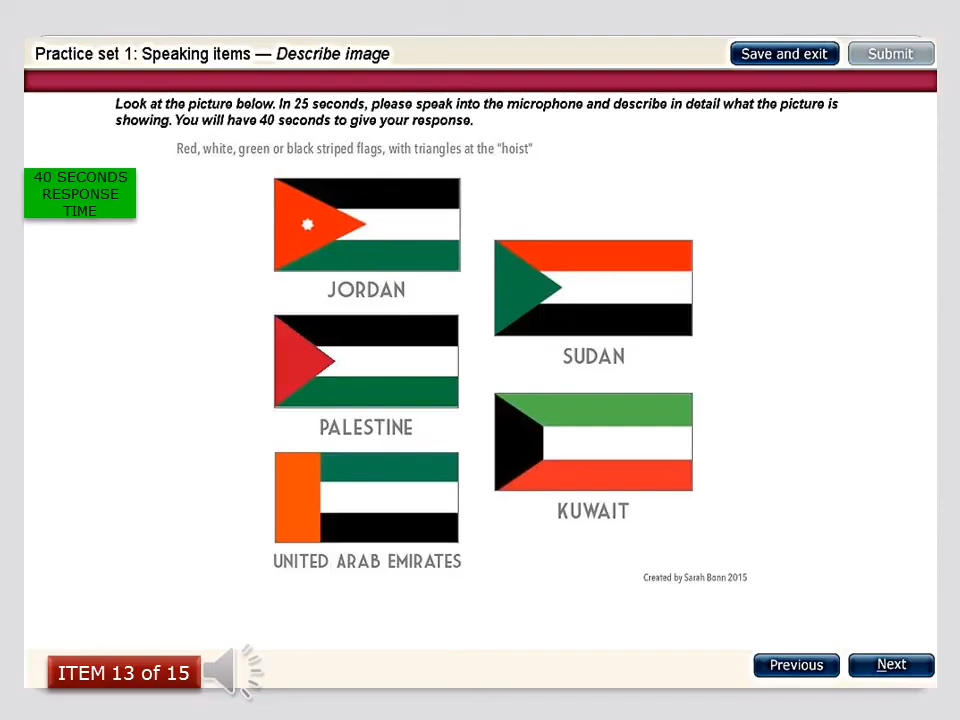 Practice set 1: Speaking items — Describe image
Save and exit
Submit
Look at the picture below. In 25 seconds, please speak into the microphone and describe in detail what the picture is
showing. You will have 40 seconds to give your response.
Red, white, green or black striped flags, with triangles at the "hoist"
40 SECONDS
RESPONSE
TIME
JORDAN
SUDAN
PALESTINE
KUWAIT
UNITED ARAB EMIRATES
Created by Sarah Bonn 2015
ITEM 13 of 15
Previous
Next